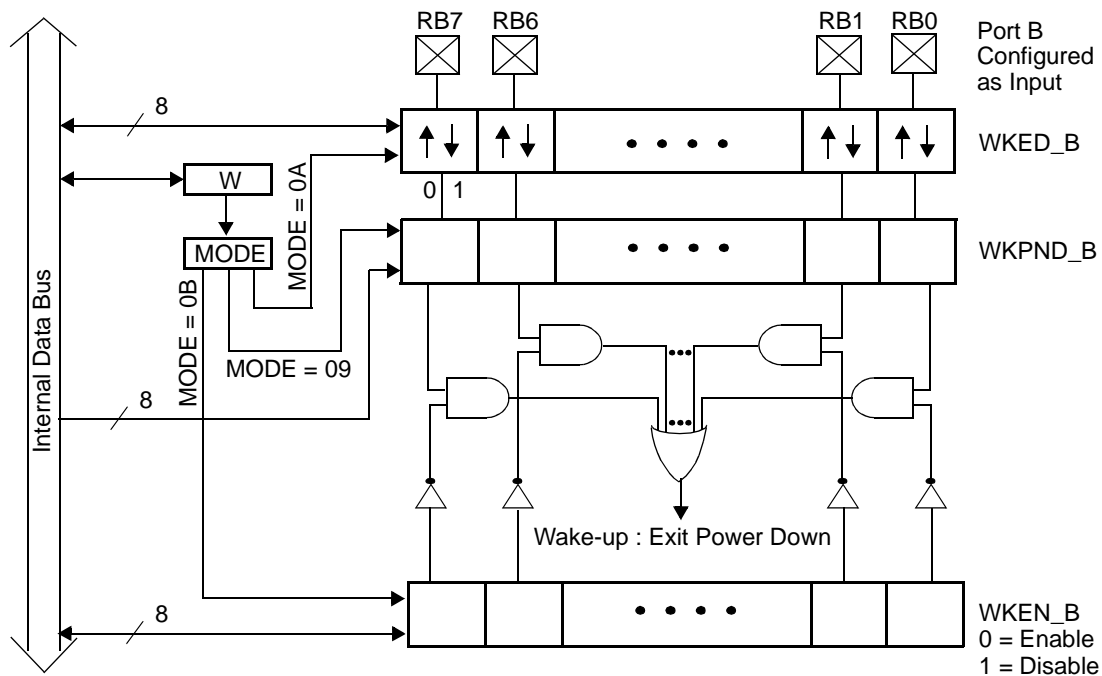 RB7 RB6 RB1 RB0
Port B
Configured
as Input
8
WKED_B
W
0 1
MODE = 0A
MODE
WKPND_B
MODE = 0B
MODE = 09
8
Internal Data Bus
Wake-up : Exit Power Down
8
WKEN_B
0 = Enable
1 = Disable